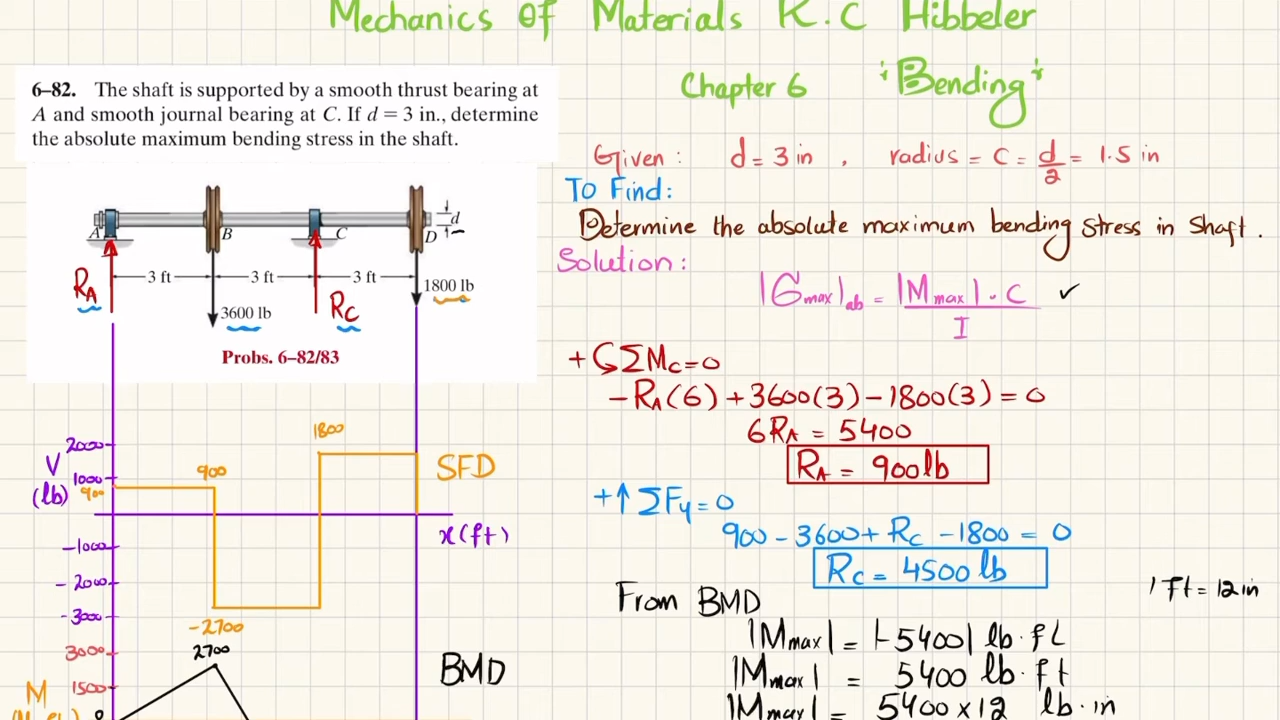 Mechanics Of Materials R.C Hibbeler
Chapter 6 "Bending"
6–82. The shaft is supported by a smooth thrust bearing at
A and smooth journal bearing at C. If d = 3 in., determine
the absolute maximum bending stress in the shaft.
A B C D d
3 ft 3 ft 3 ft
RA RC
3600 lb
1800 lb
Probs. 6–82/83
Given : d = 3 in , radius = C = d/2 = 1.5 in
To Find:
Determine the absolute maximum bending stress in shaft .
Solution :
|σmax|ab = |Mmax| . C / I ✓
+ ↺ ΣMc = 0
- RA(6) + 3600(3) - 1800(3) = 0
6RA = 5400
RA = 900 lb
+↑ ΣFy = 0
900 - 3600 + Rc - 1800 = 0
Rc = 4500 lb
From BMD
1 ft = 12 in
|Mmax| = |-5400| lb.ft
|Mmax| = 5400 lb.ft
|Mmax| = 5400 x 12 lb.in
V
(lb)
2000
1000
900
-1000
-2000
-3000
900
1800
-2700
SFD
x(ft)
3000
1500
M
2700
BMD